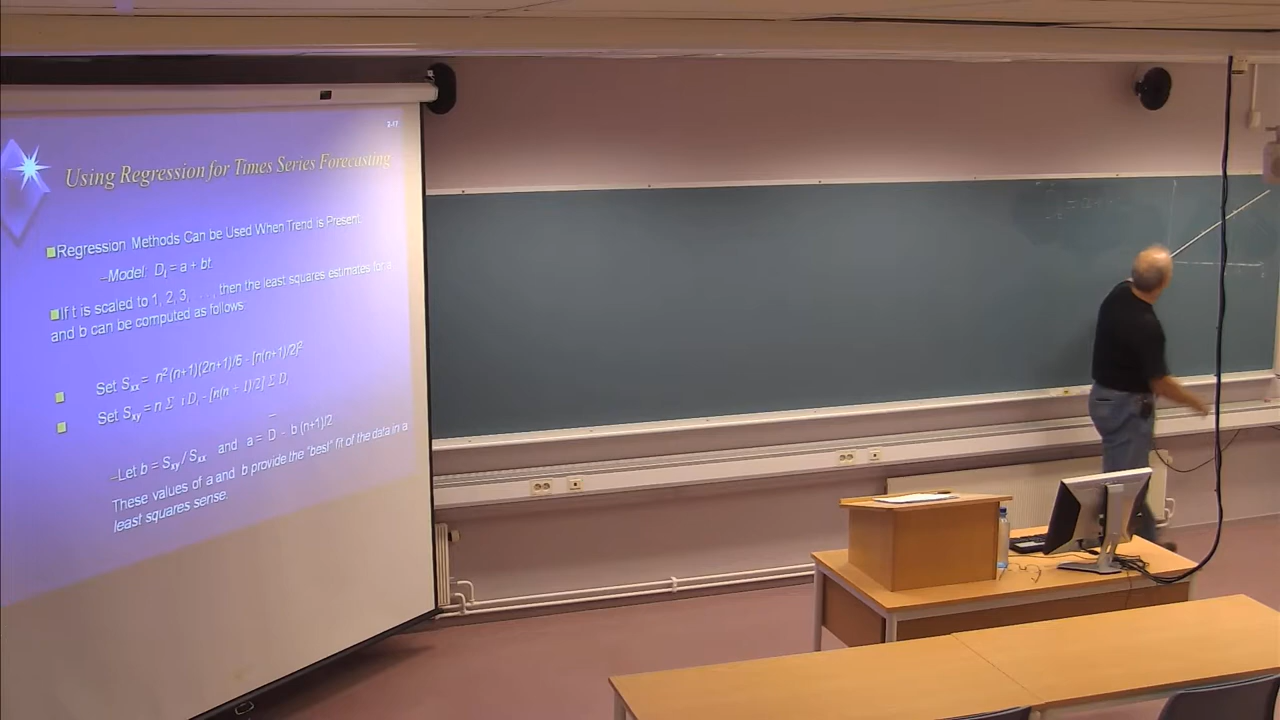 2-17
Using Regression for Times Series Forecasting
Regression Methods Can be Used When Trend is Present.
–Model: Dt = a + bt.
If t is scaled to 1, 2, 3, . . . , then the least squares estimates for a
and b can be computed as follows:
Set Sxx = n²(n+1)(2n+1)/6 - [n(n+1)/2]²
Set Sxy = n Σ i Di - [n(n + 1)/2] Σ Di
–Let b = Sxy / Sxx and a = D̅ - b (n+1)/2
These values of a and b provide the "best" fit of the data in a
least squares sense.